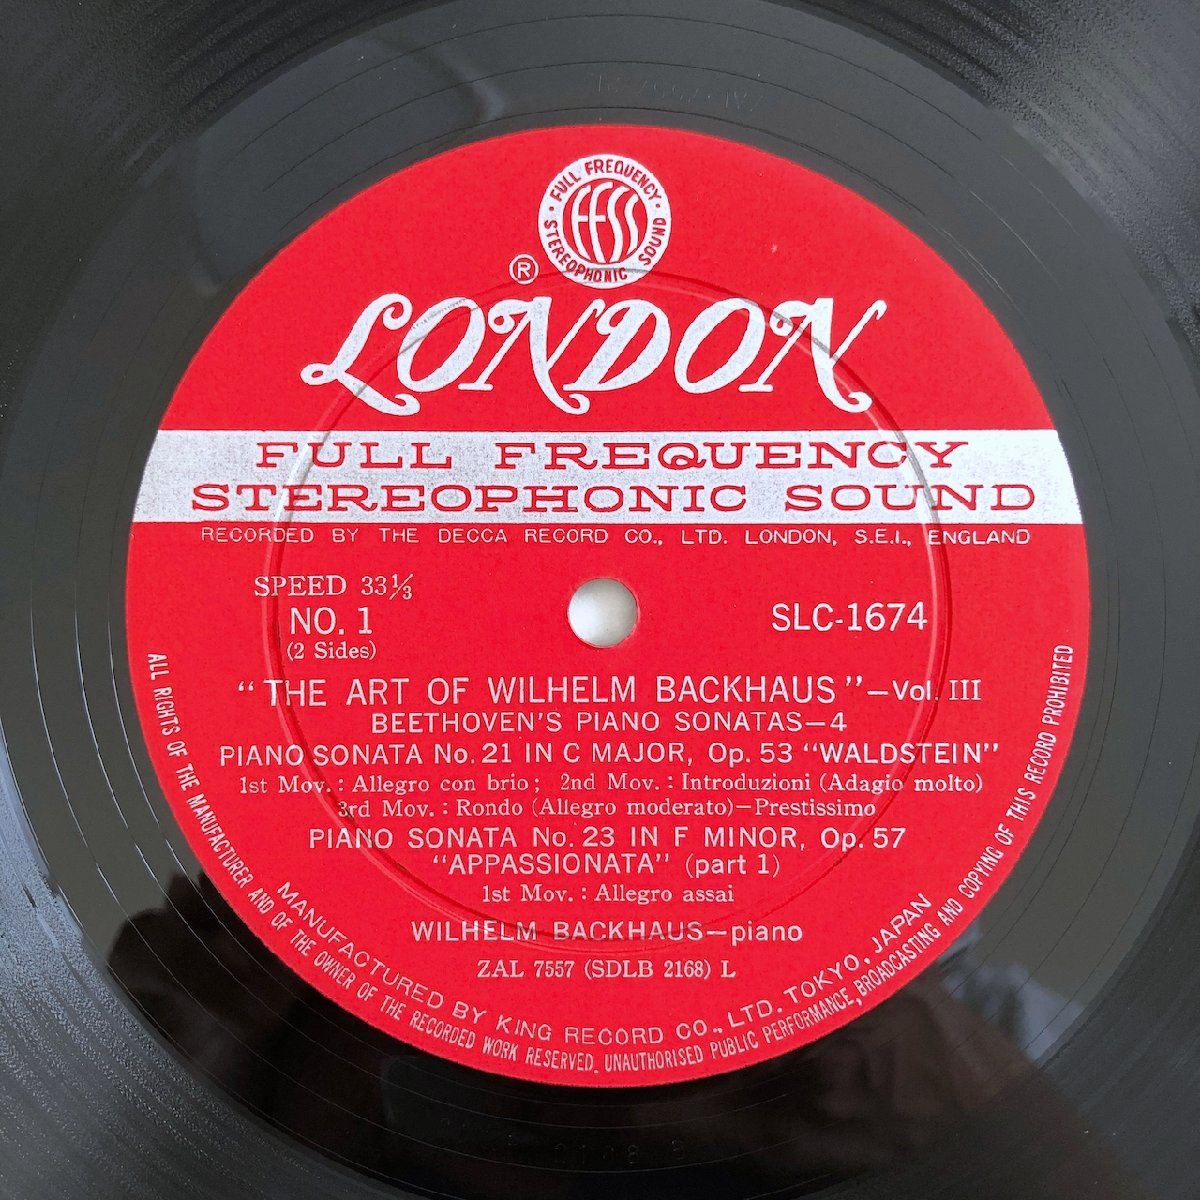 · FULL FREQUENCY ·
FFSS
STEREOPHONIC SOUND
®
LONDON
FULL FREQUENCY
STEREOPHONIC SOUND
RECORDED BY THE DECCA RECORD CO., LTD. LONDON, S.E.I., ENGLAND
SPEED 33⅓
NO. 1
(2 Sides)
SLC-1674
"THE ART OF WILHELM BACKHAUS"—Vol. III
BEETHOVEN'S PIANO SONATAS—4
PIANO SONATA No. 21 IN C MAJOR, Op. 53 "WALDSTEIN"
1st Mov. : Allegro con brio ; 2nd Mov. : Introduzioni (Adagio molto)
3rd Mov. : Rondo (Allegro moderato)—Prestissimo
PIANO SONATA No. 23 IN F MINOR, Op. 57
"APPASSIONATA" (part 1)
1st Mov. : Allegro assai
WILHELM BACKHAUS—piano
ZAL 7557 (SDLB 2168) L
MANUFACTURED BY KING RECORD CO., LTD. TOKYO, JAPAN
ALL RIGHTS OF THE MANUFACTURER AND OF THE OWNER OF THE RECORDED WORK RESERVED. UNAUTHORISED PUBLIC PERFORMANCE, BROADCASTING AND COPYING OF THIS RECORD PROHIBITED